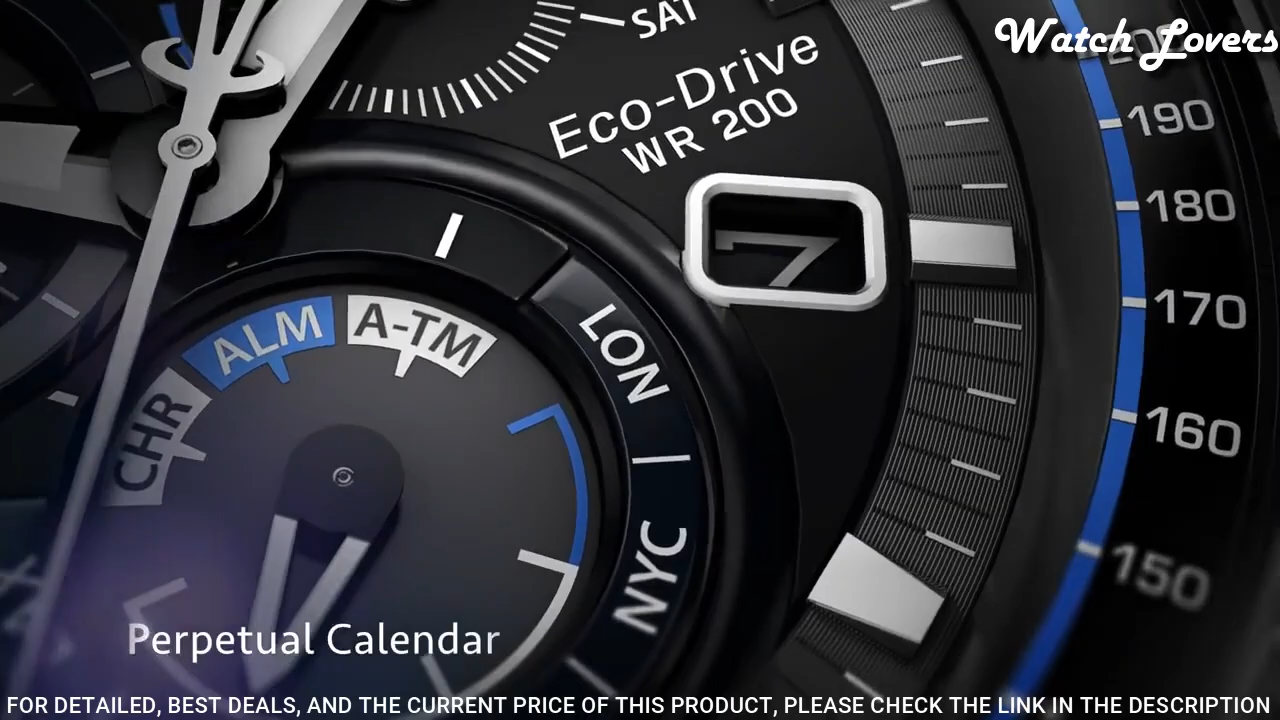 Watch Lovers
SAT
200
Eco-Drive
WR 200
190
180
7
170
LON
ALM
A-TM
CHR
160
NYC
150
Perpetual Calendar
FOR DETAILED, BEST DEALS, AND THE CURRENT PRICE OF THIS PRODUCT, PLEASE CHECK THE LINK IN THE DESCRIPTION